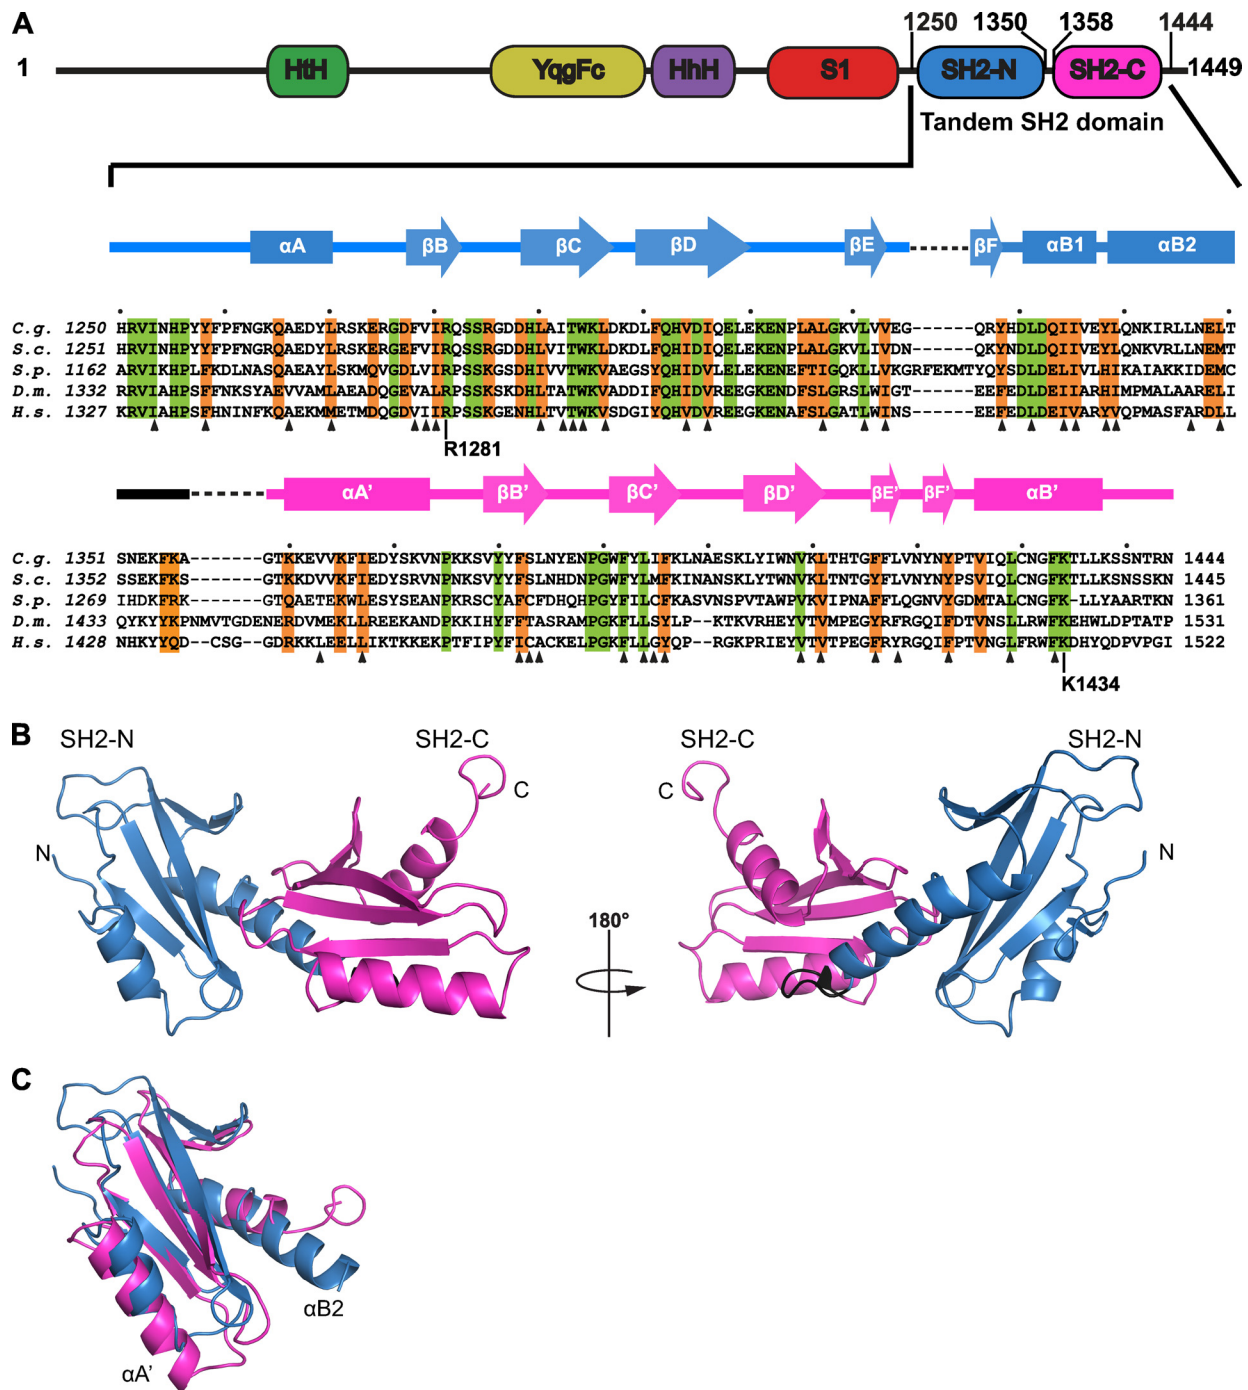 A
1250 1350 1358 1444
1 HtH YqgFc HhH S1 SH2-N SH2-C 1449
Tandem SH2 domain
αA βB βC βD βE βF αB1 αB2
C.g. 1250 HRVINHPYYFPFNGKQAEDYLRSKERGDFVIRQSSRGDDHLAITWKLDKDLFQHVDIQELEKENPLALGKVLVVEG------QRYHDLDQIIVEYLQNKIRLLNELT
S.c. 1251 HRVINHPYYFPFNGRQAEDYLRSKERGEFVIRQSSRGDDHLVITWKLDKDLFQHIDIQELEKENPLALGKVLIVDN------QKYNDLDQIIVEYLQNKVRLLNEMT
S.p. 1162 ARVIKHPLFKDLNASQAEAYLSKMQVGDLVIRPSSKGSDHIVVTWKVAEGSYQHIDVLELEKENEFTIGQKLLVKGRFEKMTYQYSDLDELIVLHIKAIAKKIDEMC
D.m. 1332 RRVIAHPSFFNKSYAEVVAMLAEADQGEVAIRPSSKSKDHLTATWKVADDIFQHIDVREEGKENDFSLGRSLWIGT------EEFEDLDEIIARHIMPMALAARELI
H.s. 1327 KRVIAHPSFHNINFKQAEKMMETMDQGDVIIRPSSKGENHLTVTWKVSDGIYQHVDVREEGKENAFSLGATLWINS------EEFEDLDEIVARYVQPMASFARDLL
R1281
αA’ βB’ βC’ βD’ βE’ βF’ αB’
C.g. 1351 SNEKFKA-------GTKKEVVKFIEDYSKVNPKKSVYYFSLNYENPGWFYLIFKLNAESKLYIWNVKLTHTGFFLVNYNYPTVIQLCNGFKTLLKSSNTRN 1444
S.c. 1352 SSEKFKS-------GTKKDVVKFIEDYSRVNPNKSVYYFSLNHDNPGWFYLMFKINANSKLYTWNVKLTNTGYFLVNYNYPSVIQLCNGFKTLLKSNSSKN 1445
S.p. 1269 IHDKFRK-------GTQAETEKWLESYSEANPKRSCYAFCFDHQHPGYFILCFKASVNSPVTAWPVKVIPNAFFLQGNVYGDMTALCNGFK-LLYAARTKN 1361
D.m. 1433 QYKYYKPNMVTGDENERDVMEKLLREEKANDPKKIHYFFTASRAMPGKFLLSYLP--KTKVRHEYVTVMPEGYRFRGQIFDTVNSLLRWFKEHWLDPTATP 1531
H.s. 1428 NHKYYQD--CSG--GDRKKLEELLIKTKKEKPTFIPYFICACKELPGKFLLGYQP--RGKPRIEYVTVTPEGFRYRGQIFPTVNGLFRWFKDHYQDPVPGI 1522
K1434
B
SH2-N SH2-C SH2-C SH2-N
N C C N
180°
C
αB2
αA’